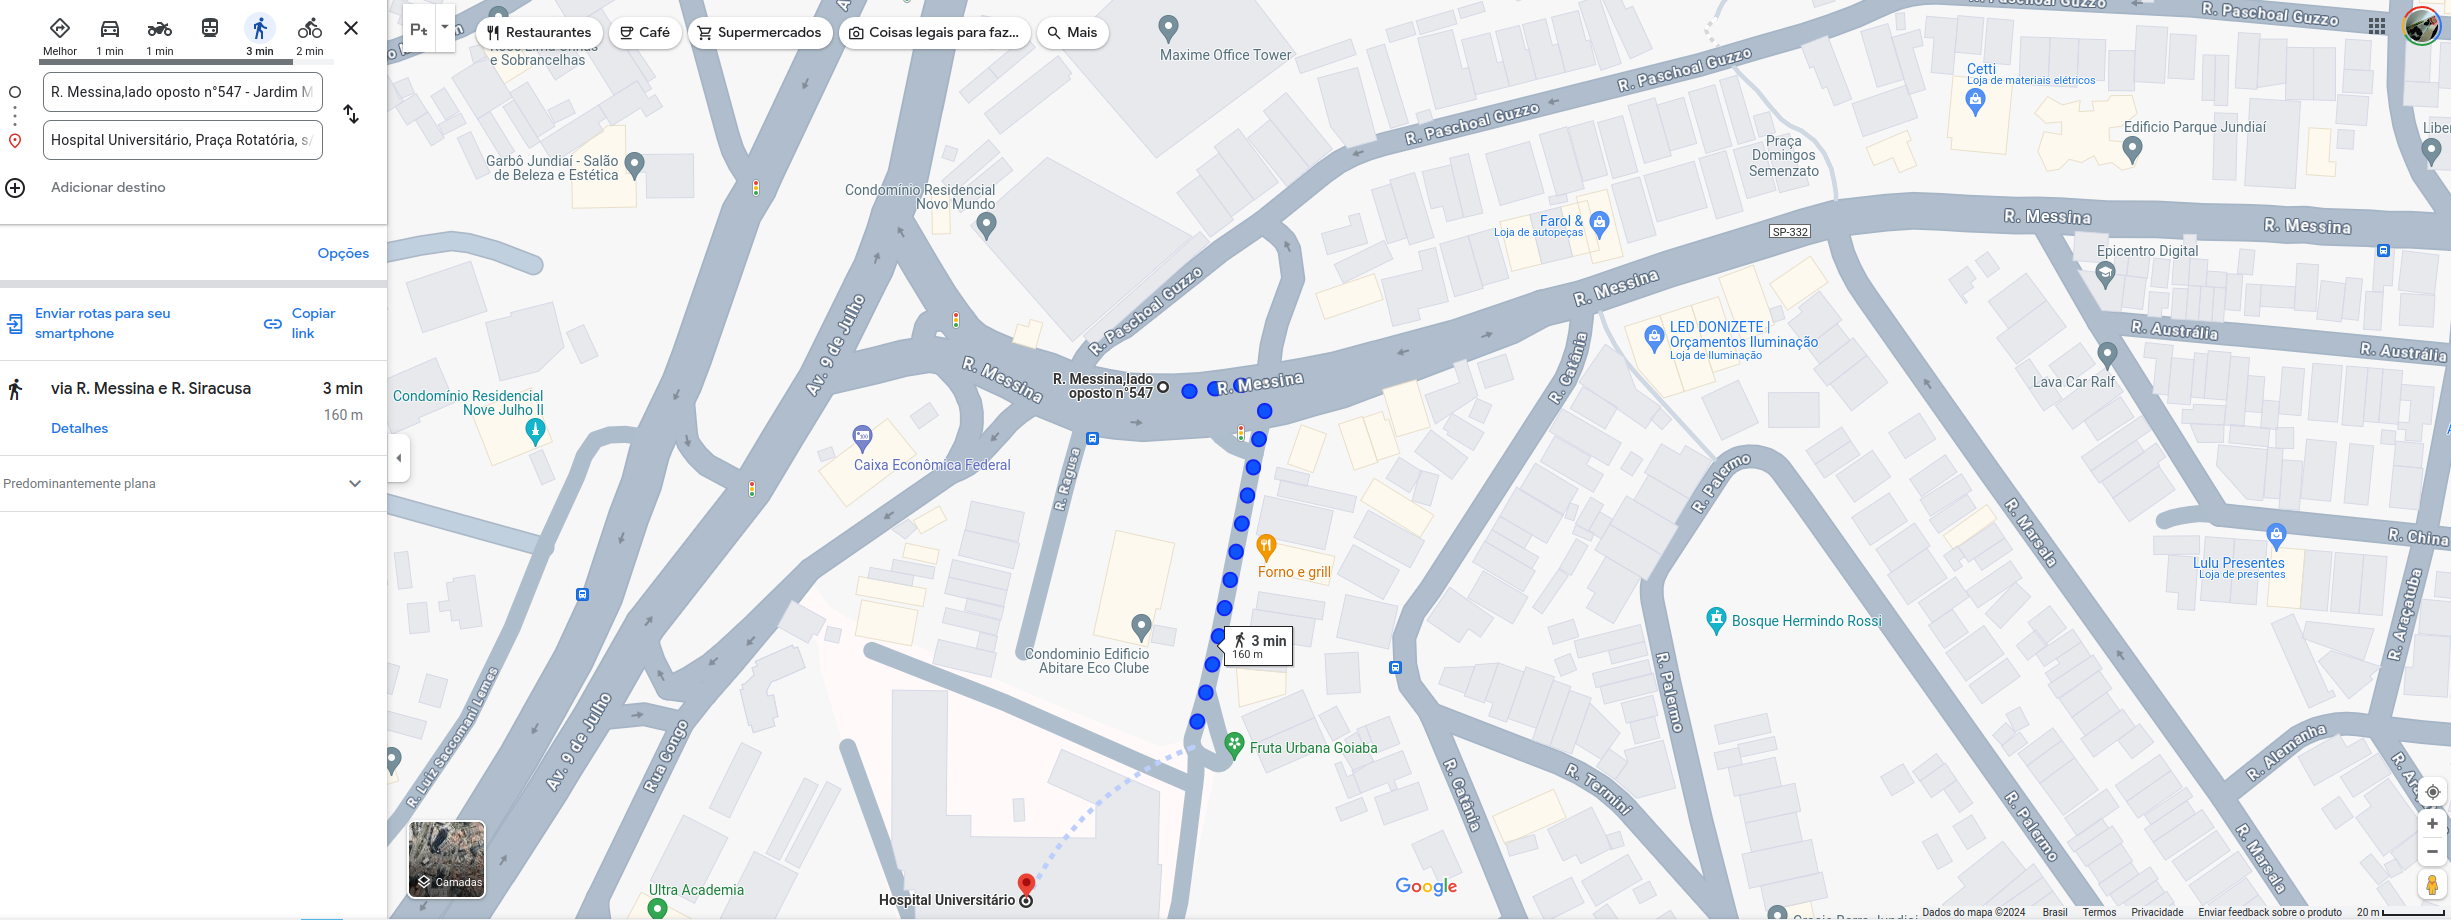 Melhor
1 min
1 min
3 min
2 min
R. Messina,lado oposto n°547 - Jardim M
Hospital Universitário, Praça Rotatória, s/
Adicionar destino
Opções
Enviar rotas para seu
smartphone
Copiar
link
via R. Messina e R. Siracusa
3 min
160 m
Detalhes
Predominantemente plana
Restaurantes
Café
Supermercados
Coisas legais para faz...
Mais
e Sobrancelhas
Maxime Office Tower
R. Paschoal Guzzo
R. Paschoal Guzzo
R. Paschoal Guzzo
R. Paschoal Guzzo
Cetti
Loja de materiais elétricos
Edificio Parque Jundiaí
Liber
Praça
Domingos
Semenzato
Garbô Jundiaí - Salão
de Beleza e Estética
Condomínio Residencial
Novo Mundo
Farol &
Loja de autopeças
SP-332
R. Messina
R. Messina
Epicentro Digital
R. Messina
Av. 9 de Julho
R. Austrália
R. Austrália
LED DONIZETE |
Orçamentos Iluminação
Loja de Iluminação
Lava Car Ralf
R. Messina
R. Messina,lado
oposto n°547
R. Messina
R. Catânia
Condomínio Residencial
Nove Julho II
Caixa Econômica Federal
R. Ragusa
R. Palermo
R. Marsala
R. China
Lulu Presentes
Loja de presentes
Forno e grill
R. Araçatuba
Bosque Hermindo Rossi
Condominio Edificio
Abitare Eco Clube
3 min
160 m
R. Palermo
R. Luiz Saccomani Lemes
Av. 9 de Julho
Rua Congo
Fruta Urbana Goiaba
R. Catânia
R. Termini
R. Palermo
R. Alemanha
R. Marsala
Camadas
Ultra Academia
Hospital Universitário
Google
Dados do mapa ©2024
Brasil
Termos
Privacidade
Enviar feedback sobre o produto
20 m